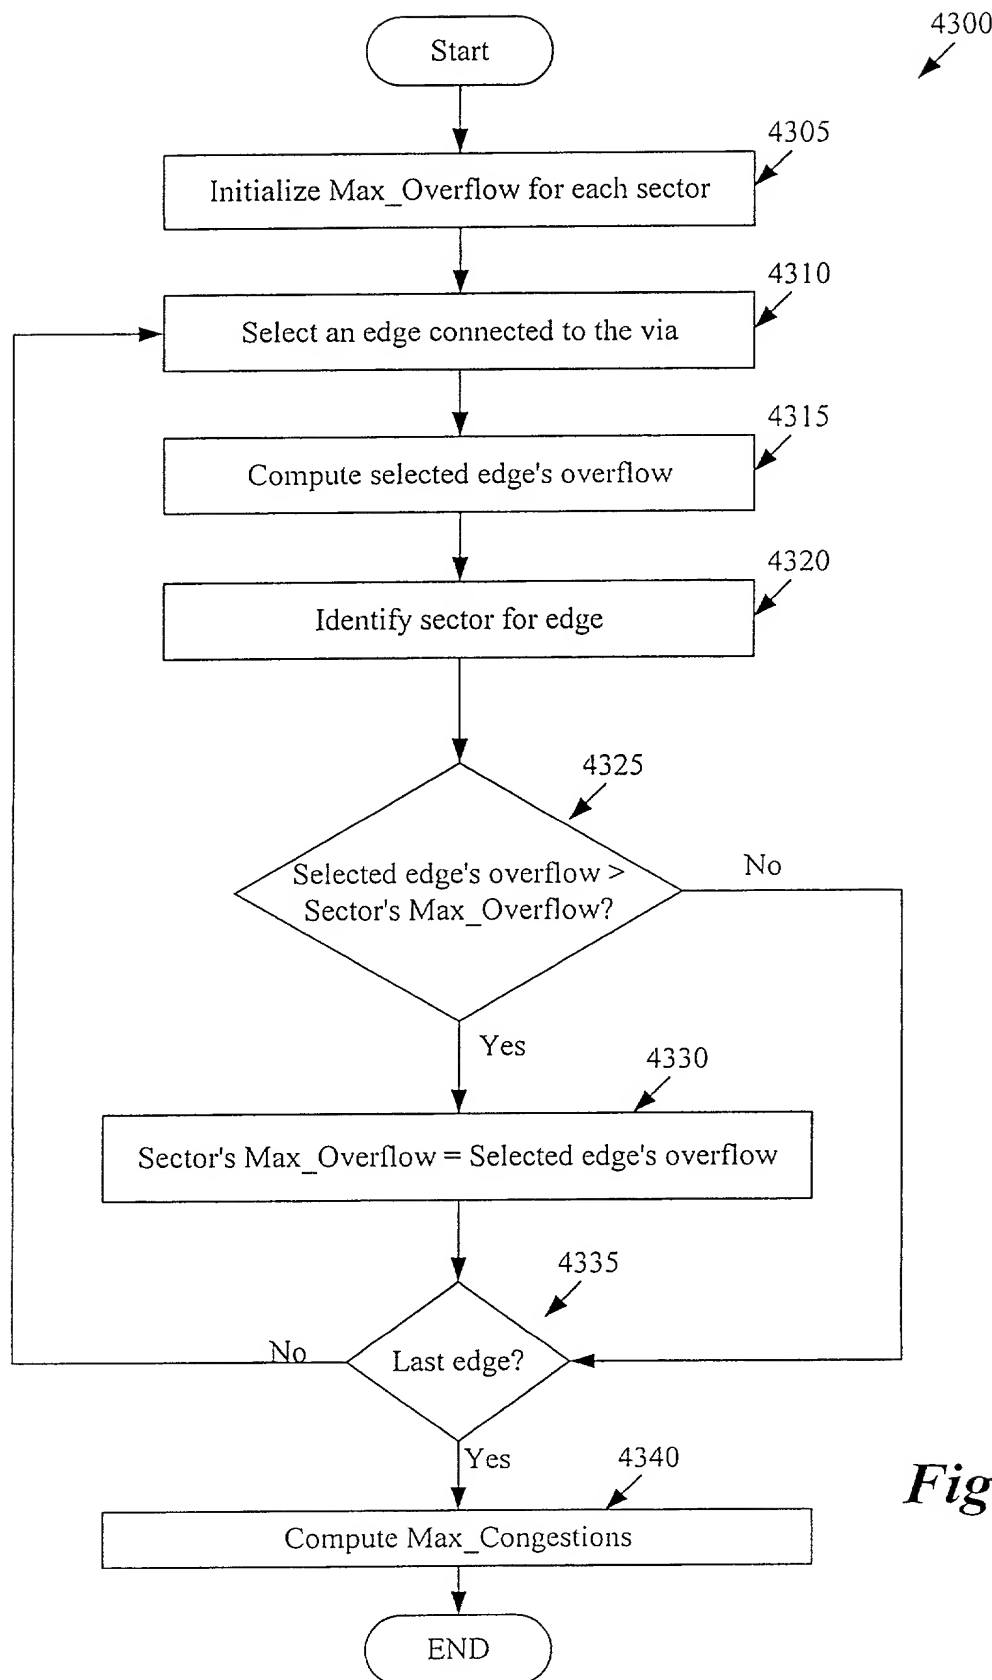 4300
Start
4305
Initialize Max_Overflow for each sector
4310
Select an edge connected to the via
4315
Compute selected edge's overflow
4320
Identify sector for edge
4325
Selected edge's overflow >
Sector's Max_Overflow?
No
Yes
4330
Sector's Max_Overflow = Selected edge's overflow
4335
Last edge?
No
Yes
4340
Compute Max_Congestions
Fig
END